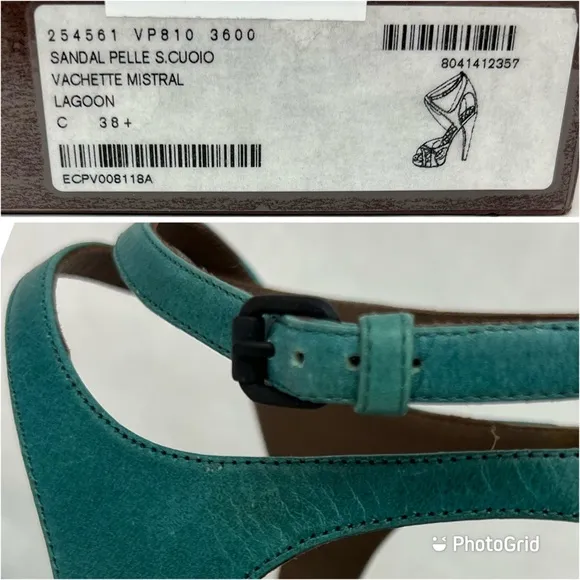 254561 VP810 3600
SANDAL PELLE S.CUOIO
VACHETTE MISTRAL
LAGOON
C 38+
8041412357
ECPV008118A
PhotoGrid